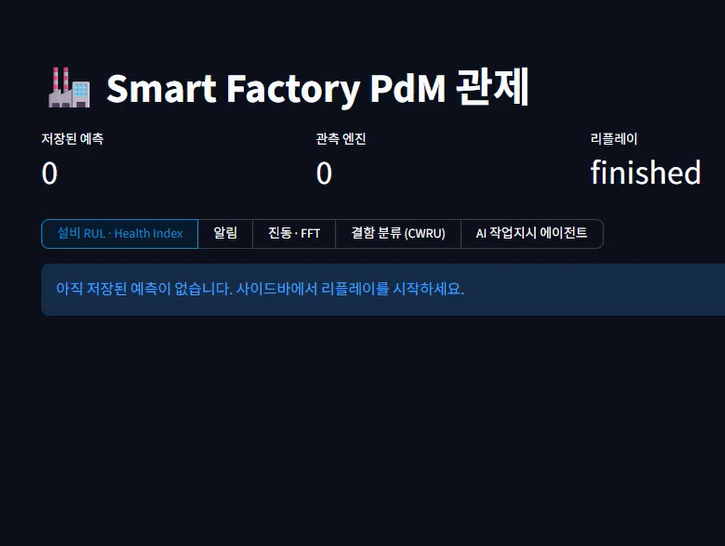 Smart Factory PdM 관제
저장된 예측
0
관측 엔진
0
리플레이
finished
설비 RUL · Health Index
알림
진동 · FFT
결함 분류 (CWRU)
AI 작업지시 에이전트
아직 저장된 예측이 없습니다. 사이드바에서 리플레이를 시작하세요.